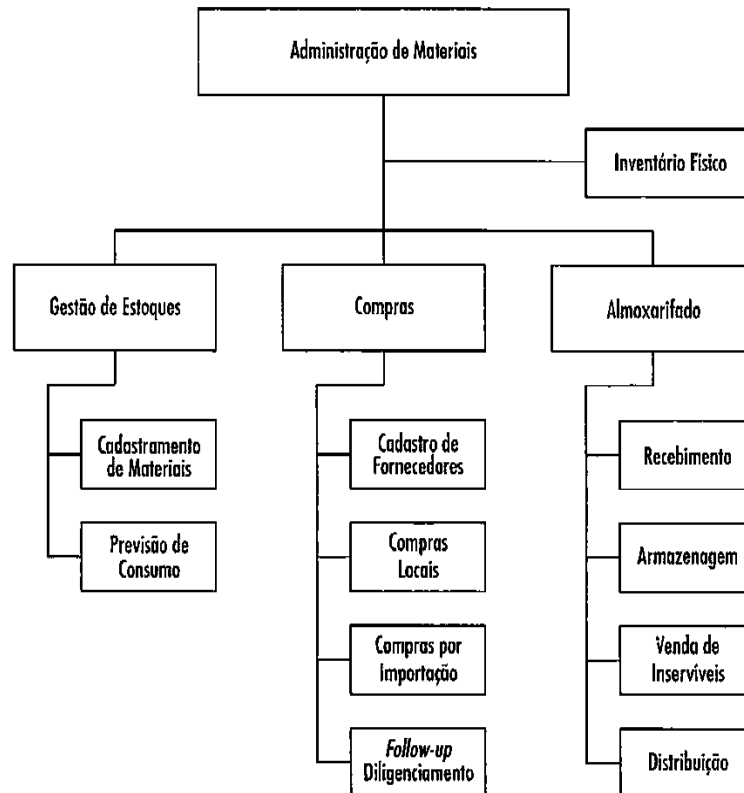 Administração de Materiais
Inventário Físico
Gestão de Estoques
Compras
Almoxarifado
Cadastramento
de Materiais
Previsão de
Consumo
Cadastro de
Fornecedores
Compras
Locais
Compras por
Importação
Follow-up
Diligenciamento
Recebimento
Armazenagem
Venda de
Inservíveis
Distribuição